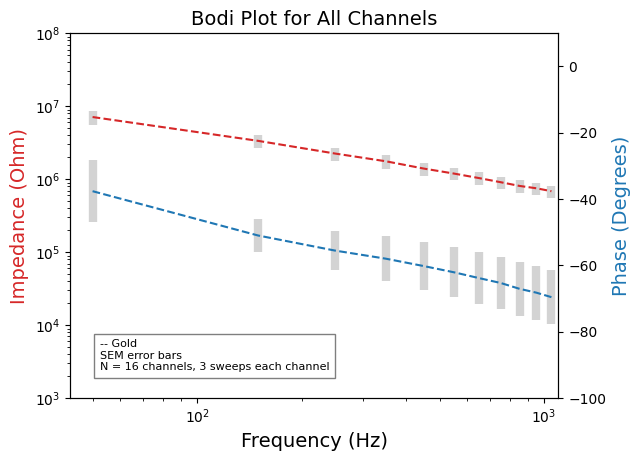 Bodi Plot for All Channels
10^8
10^7
10^6
10^5
10^4
10^3
Impedance (Ohm)
0
−20
−40
−60
−80
−100
Phase (Degrees)
-- Gold
SEM error bars
N = 16 channels, 3 sweeps each channel
10^2
10^3
Frequency (Hz)